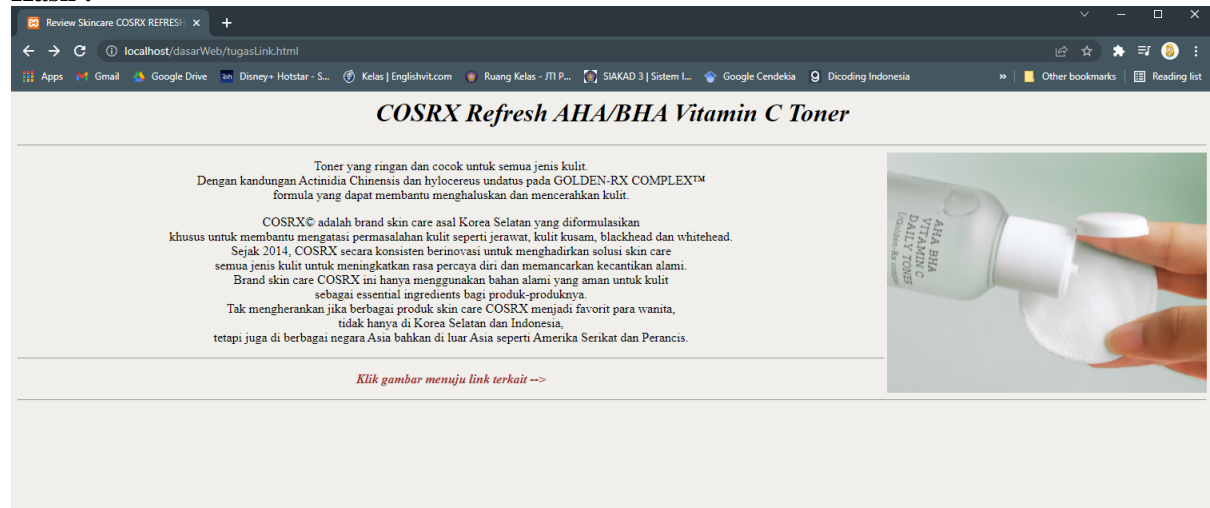 Hasil :
Review Skincare COSRX REFRESH
localhost/dasarWeb/tugasLink.html
Apps Gmail Google Drive Disney+ Hotstar - S... Kelas | Englishvit.com Ruang Kelas - JTI P... SIAKAD 3 | Sistem I... Google Cendekia Dicoding Indonesia » Other bookmarks Reading list
COSRX Refresh AHA/BHA Vitamin C Toner
Toner yang ringan dan cocok untuk semua jenis kulit.
Dengan kandungan Actinidia Chinensis dan hylocereus undatus pada GOLDEN-RX COMPLEX™
formula yang dapat membantu menghaluskan dan mencerahkan kulit.
COSRX© adalah brand skin care asal Korea Selatan yang diformulasikan
khusus untuk membantu mengatasi permasalahan kulit seperti jerawat, kulit kusam, blackhead dan whitehead.
Sejak 2014, COSRX secara konsisten berinovasi untuk menghadirkan solusi skin care
semua jenis kulit untuk meningkatkan rasa percaya diri dan memancarkan kecantikan alami.
Brand skin care COSRX ini hanya menggunakan bahan alami yang aman untuk kulit
sebagai essential ingredients bagi produk-produknya.
Tak mengherankan jika berbagai produk skin care COSRX menjadi favorit para wanita,
tidak hanya di Korea Selatan dan Indonesia,
tetapi juga di berbagai negara Asia bahkan di luar Asia seperti Amerika Serikat dan Perancis.
Klik gambar menuju link terkait -->
AHA BHA
VITAMIN C
DAILY TONER
[Golden-Rx complex]